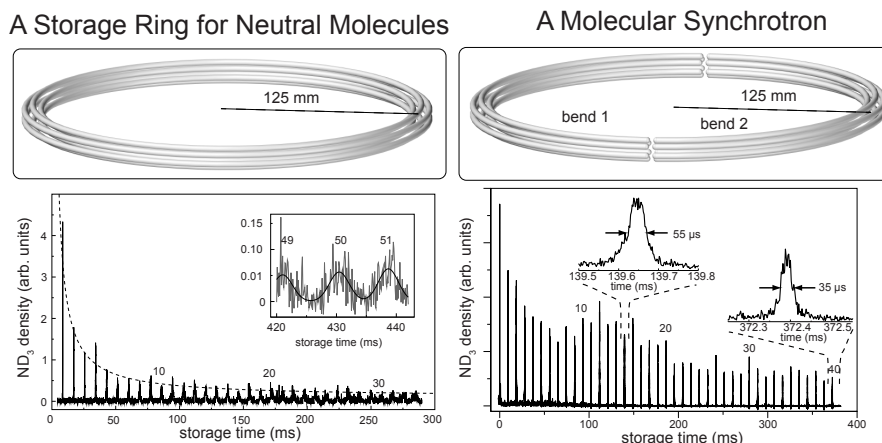 A Storage Ring for Neutral Molecules
125 mm
ND3 density (arb. units)
4
3
2
1
0
0.15
0.10
0.01
0
49
50
51
420
430
440
storage time (ms)
10
20
30
0
50
100
150
200
250
300
storage time (ms)
A Molecular Synchrotron
125 mm
bend 1
bend 2
ND3 density (arb. units)
55 µs
139.5
139.6
139.7
139.8
time (ms)
35 µs
372.3
372.4
372.5
time (ms)
10
20
30
40
0
100
200
300
400
storage time (ms)